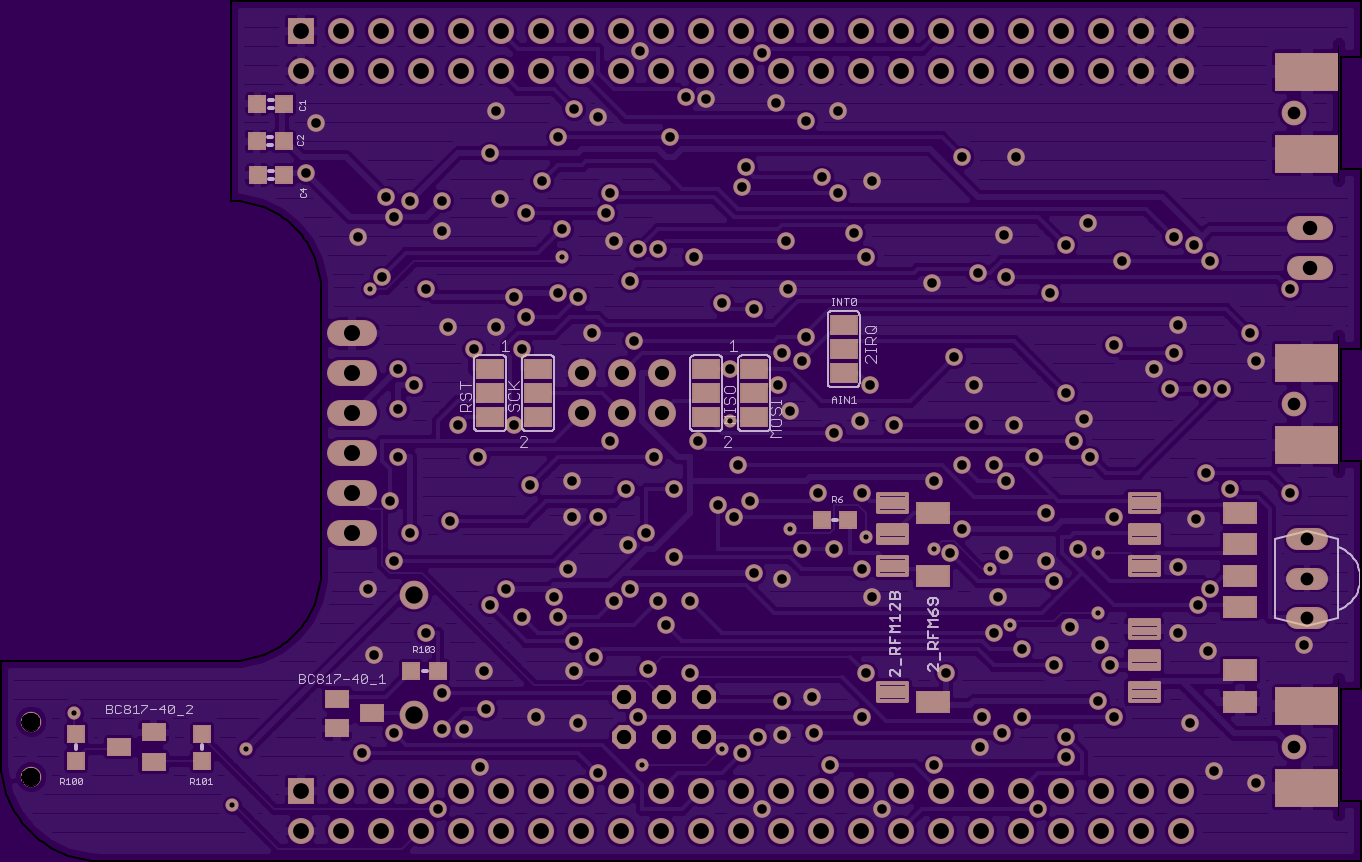 C1
C2
C4
INT0
2IRQ
AIN1
1
RST
SCK
2
1
MISO
MOSI
2
R6
2_RFM12B
2_RFM69
R103
BC817-40_1
BC817-40_2
R100
R101